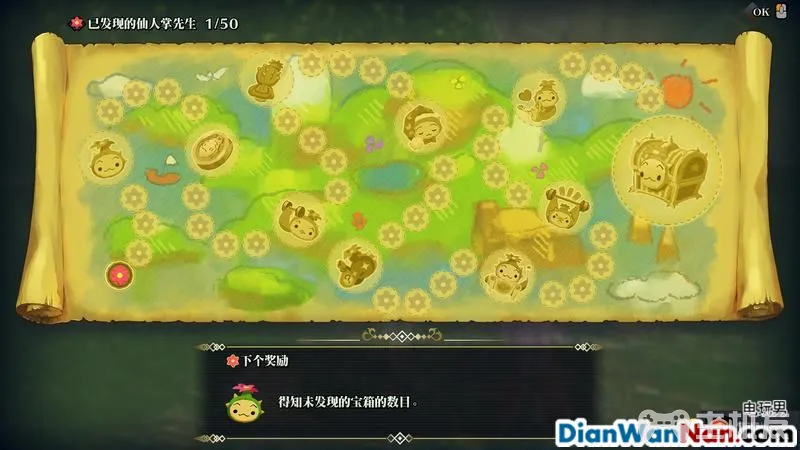 已发现的仙人掌先生 1/50
OK
下个奖励
得知未发现的宝箱的数目。
电玩男
DianWanNan.com